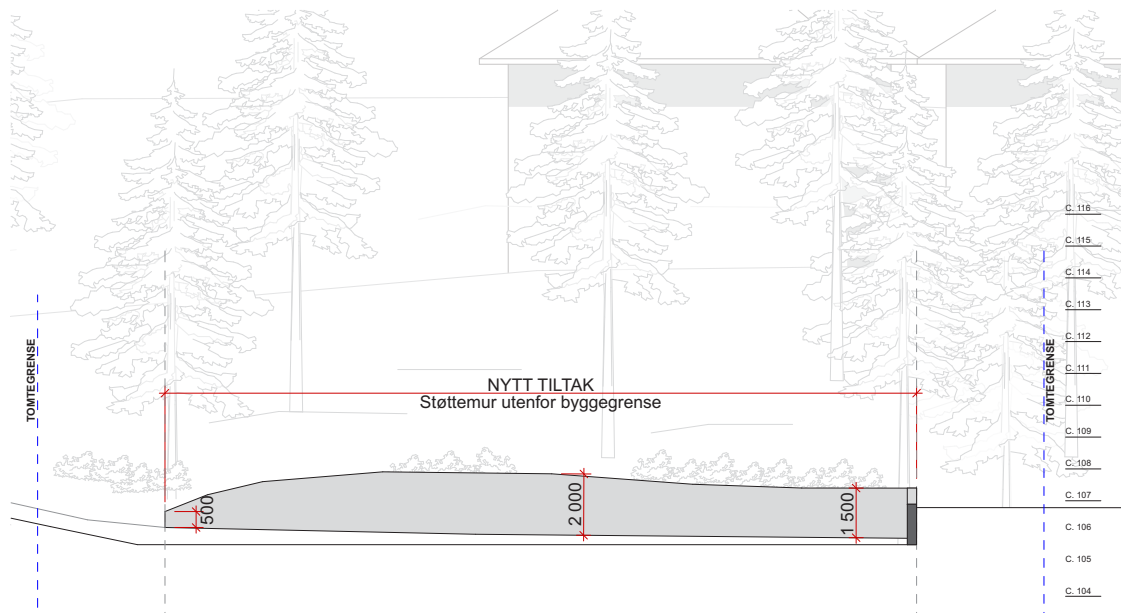 C. 116
C. 115
C. 114
C. 113
C. 112
C. 111
C. 110
C. 109
C. 108
C. 107
C. 106
C. 105
C. 104
TOMTEGRENSE
TOMTEGRENSE
NYTT TILTAK
Støttemur utenfor byggegrense
500
2 000
1 500